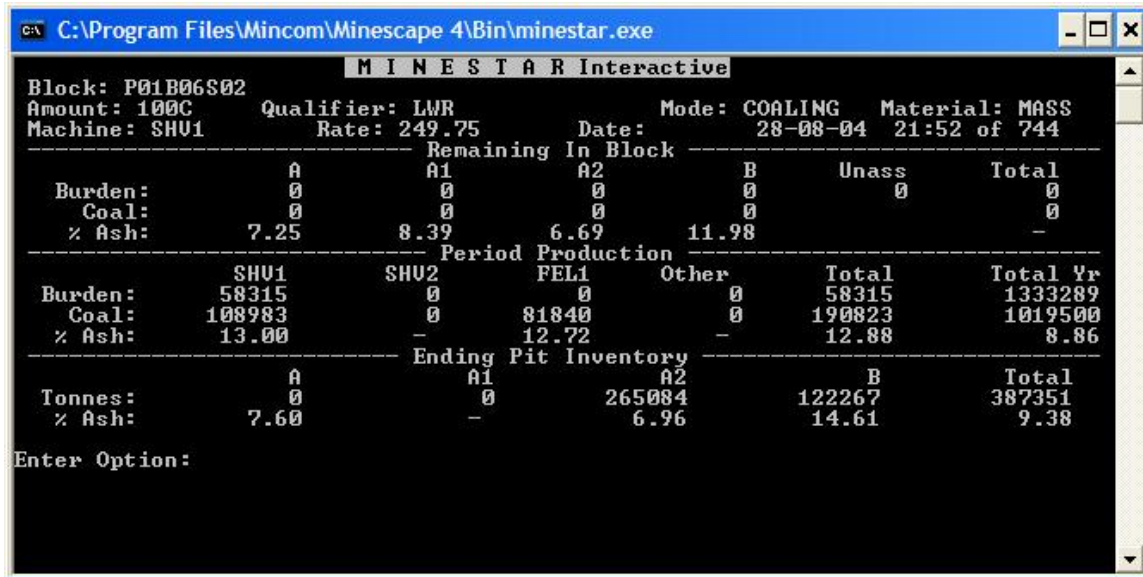 C:\Program Files\Mincom\Minescape 4\Bin\minestar.exe
M I N E S T A R Interactive
Block: P01B06S02
Amount: 100C Qualifier: LWR Mode: COALING Material: MASS
Machine: SHV1 Rate: 249.75 Date: 28-08-04 21:52 of 744
Remaining In Block
A A1 A2 B Unass Total
Burden: 0 0 0 0 0 0
Coal: 0 0 0 0 0
% Ash: 7.25 8.39 6.69 11.98 -
Period Production
SHV1 SHV2 FEL1 Other Total Total Yr
Burden: 58315 0 0 0 58315 1333289
Coal: 108983 0 81840 0 190823 1019500
% Ash: 13.00 - 12.72 - 12.88 8.86
Ending Pit Inventory
A A1 A2 B Total
Tonnes: 0 0 265084 122267 387351
% Ash: 7.60 - 6.96 14.61 9.38
Enter Option: